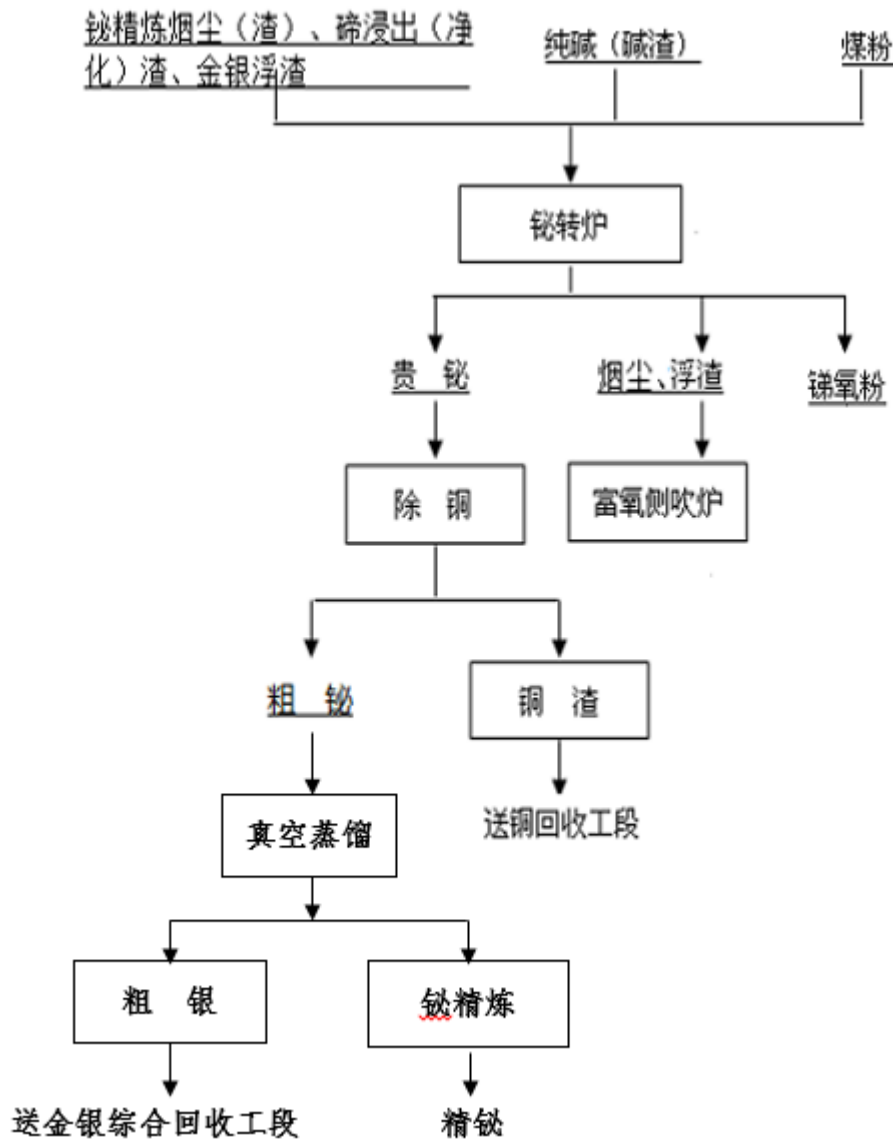 铋精炼烟尘（渣）、碲浸出（净
化）渣、金银浮渣
纯碱（碱渣）
煤粉
铋转炉
贵 铋
烟尘、浮渣
锑氧粉
除 铜
富氧侧吹炉
粗 铋
铜 渣
真空蒸馏
送铜回收工段
粗 银
铋精炼
送金银综合回收工段
精铋